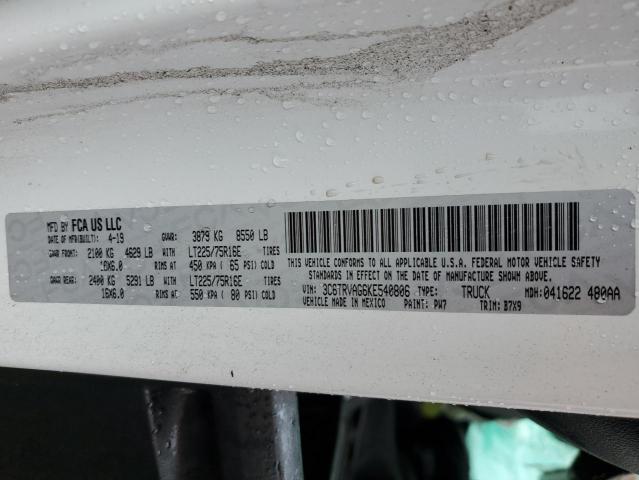 MFD BY FCA US LLC
DATE OF MFR(BUILT): 4-19 GVWR: 3879 KG 8550 LB
GAWR FRONT: 2100 KG 4629 LB LT225/75R16E TIRES
16X6.0 WITH RIMS AT 450 KPA ( 65 PSI) COLD
GAWR REAR: 2400 KG 5291 LB LT225/75R16E TIRES
16X6.0 WITH RIMS AT 550 KPA ( 80 PSI) COLD
THIS VEHICLE CONFORMS TO ALL APPLICABLE U.S.A. FEDERAL MOTOR VEHICLE SAFETY
STANDARDS IN EFFECT ON THE DATE OF MANUFACTURE SHOWN ABOVE.
VIN: 3C6TRVAG6KE540806 TYPE: TRUCK MDH: 041622 480AA
VEHICLE MADE IN MEXICO PAINT: PW7 TRIM: B7X9